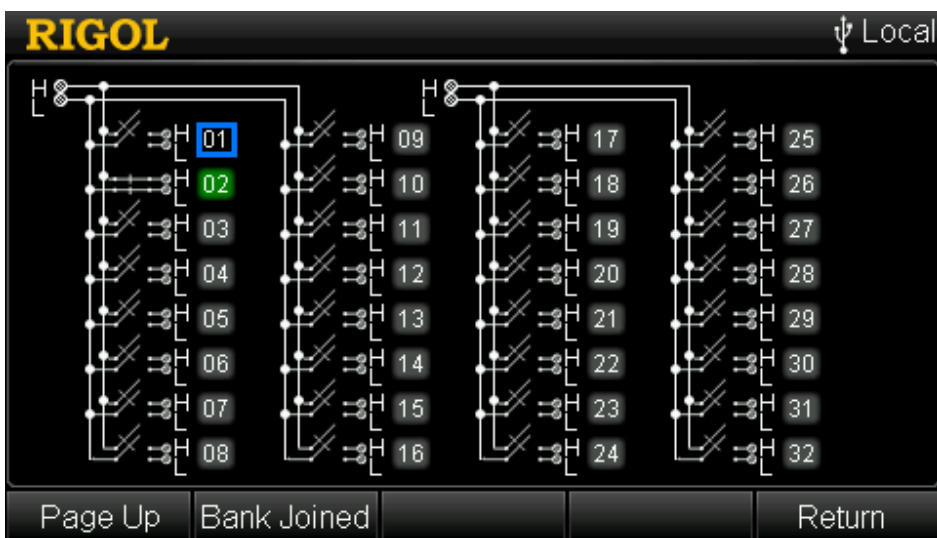 RIGOL Local
H H
L L
H 01 H 09 H 17 H 25
L L L L
H 02 H 10 H 18 H 26
L L L L
H 03 H 11 H 19 H 27
L L L L
H 04 H 12 H 20 H 28
L L L L
H 05 H 13 H 21 H 29
L L L L
H 06 H 14 H 22 H 30
L L L L
H 07 H 15 H 23 H 31
L L L L
H 08 H 16 H 24 H 32
L L L L
Page Up Bank Joined Return